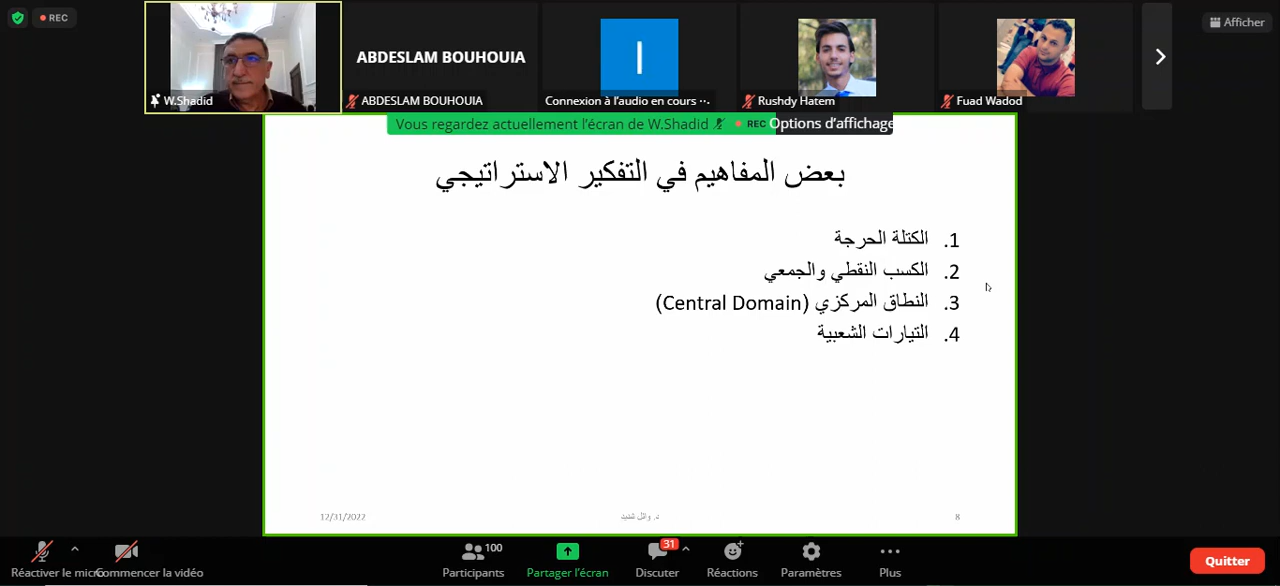 REC
Afficher
ABDESLAM BOUHOUIA
I
W.Shadid
ABDESLAM BOUHOUIA
Connexion à l'audio en cours ···
Rushdy Hatem
Fuad Wadod
Vous regardez actuellement l'écran de W.Shadid
REC
Options d'affichage
بعض المفاهيم في التفكير الاستراتيجي
1. الكتلة الحرجة
2. الكسب النقطي والجمعي
3. النطاق المركزي (Central Domain)
4. التيارات الشعبية
12/31/2022
د. وائل شديد
8
100
31
Réactiver le micro
Commencer la vidéo
Participants
Partager l'écran
Discuter
Réactions
Paramètres
Plus
Quitter